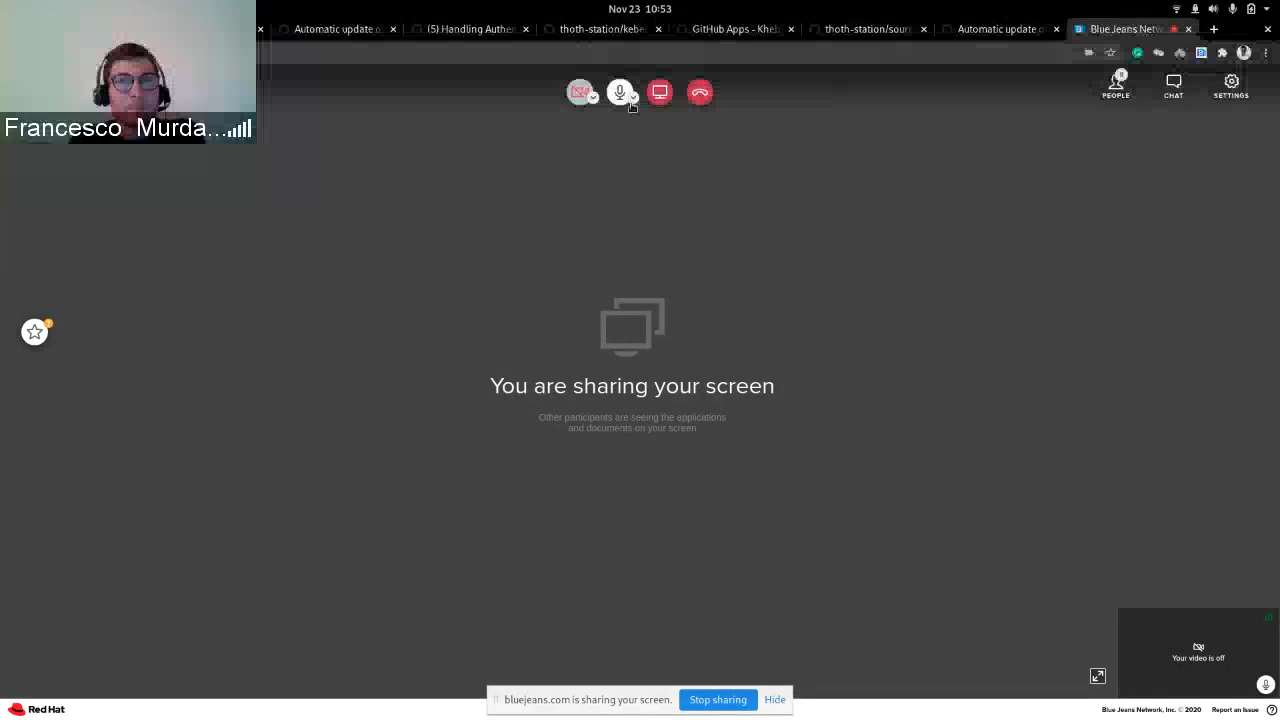 Nov 23 10:53
Automatic update o
(5) Handling Authen
thoth-station/kebe
GitHub Apps - Kheb
thoth-station/sour
Automatic update o
Blue Jeans Netw
PEOPLE
CHAT
SETTINGS
Francesco Murda...
You are sharing your screen
Other participants are seeing the applications
and documents on your screen
Your video is off
bluejeans.com is sharing your screen.
Stop sharing
Hide
Red Hat
Blue Jeans Network, Inc. © 2020
Report an Issue